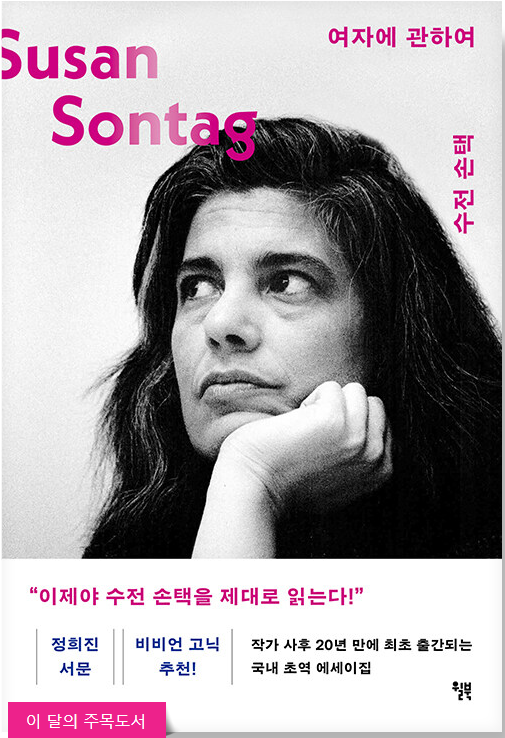 Susan
Sontag
여자에 관하여
수전 손택
“이제야 수전 손택을 제대로 읽는다!”
정희진
서문
비비언 고닉
추천!
작가 사후 20년 만에 최초 출간되는
국내 초역 에세이집
윌북
이 달의 주목도서